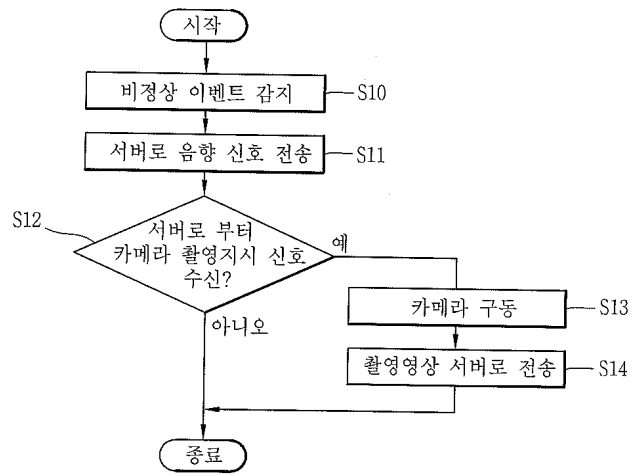 시작
비정상 이벤트 감지
S10
서버로 음향 신호 전송
S11
S12
서버로 부터
카메라 촬영지시 신호
수신?
예
아니오
카메라 구동
S13
촬영영상 서버로 전송
S14
종료